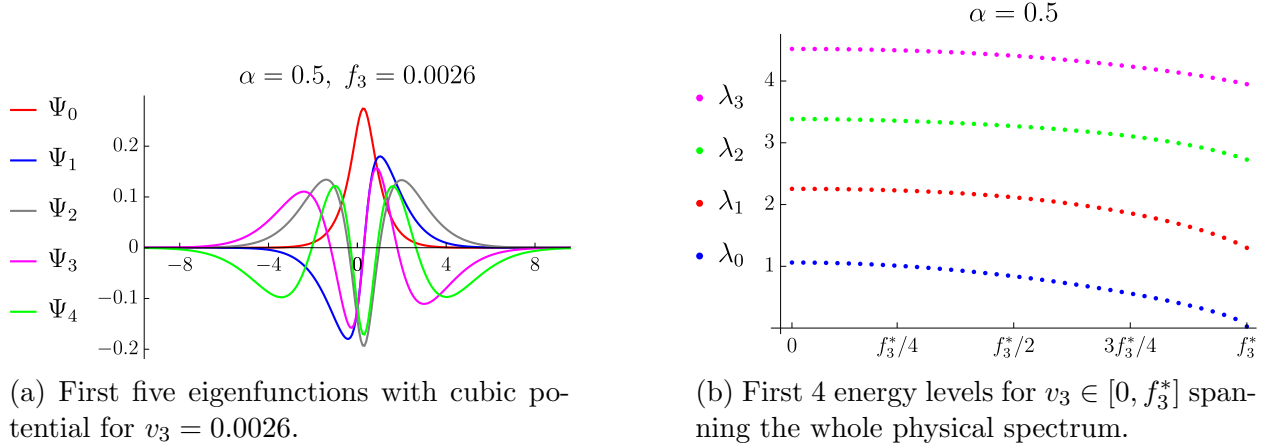 α = 0.5, f₃ = 0.0026
Ψ₀
Ψ₁
Ψ₂
Ψ₃
Ψ₄
0.2
0.1
0
−0.1
−0.2
−8 −4 0 4 8
(a) First five eigenfunctions with cubic po-
tential for v₃ = 0.0026.
α = 0.5
λ₃
λ₂
λ₁
λ₀
4
3
2
1
0 f₃*/4 f₃*/2 3f₃*/4 f₃*
(b) First 4 energy levels for v₃ ∈ [0, f₃*] span-
ning the whole physical spectrum.